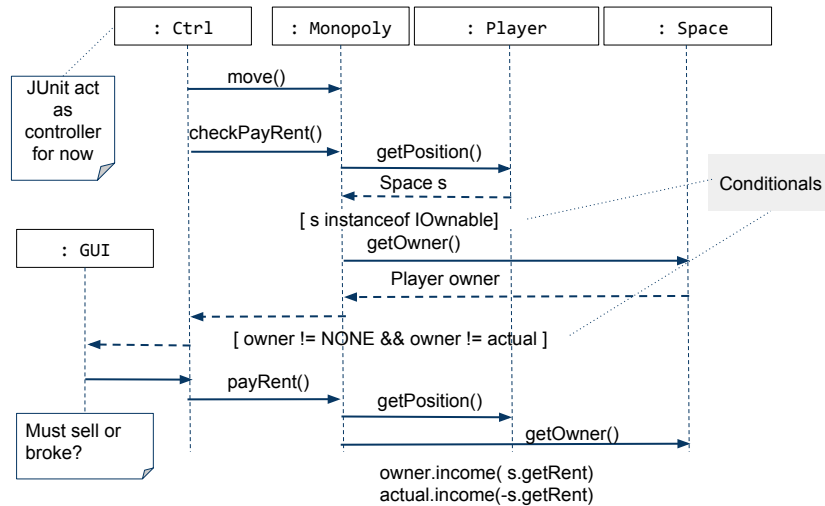 : Ctrl
: Monopoly
: Player
: Space
JUnit act
as
controller
for now
move()
checkPayRent()
getPosition()
Space s
Conditionals
[ s instanceof IOwnable]
getOwner()
: GUI
Player owner
[ owner != NONE && owner != actual ]
payRent()
getPosition()
Must sell or
broke?
getOwner()
owner.income( s.getRent)
actual.income(-s.getRent)